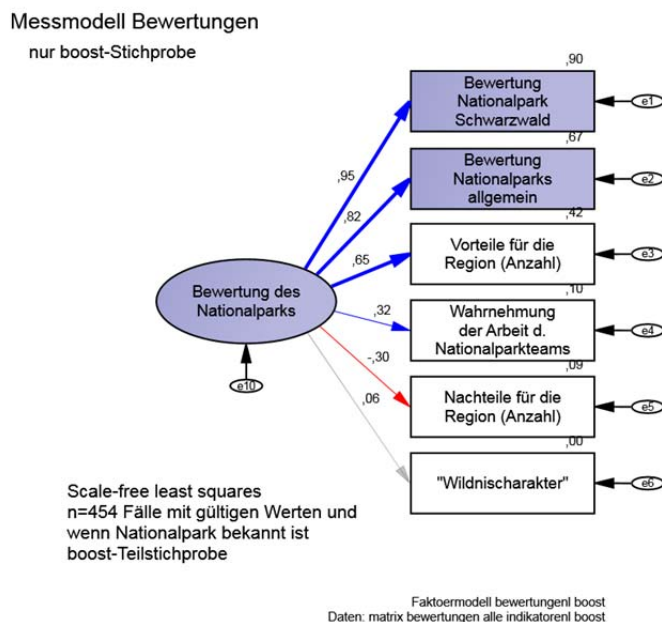 Messmodell Bewertungen
nur boost-Stichprobe
,90
Bewertung
Nationalpark
Schwarzwald
e1
,95
,67
Bewertung
Nationalparks
allgemein
e2
,82
,42
Vorteile für die
Region (Anzahl)
e3
,65
Bewertung des
Nationalparks
e10
,10
Wahrnehmung
der Arbeit d.
Nationalparkteams
e4
,32
,09
Nachteile für die
Region (Anzahl)
e5
-,30
,00
"Wildnischarakter"
e6
,06
Scale-free least squares
n=454 Fälle mit gültigen Werten und
wenn Nationalpark bekannt ist
boost-Teilstichprobe
Faktoermodell bewertungenl boost
Daten: matrix bewertungen alle indikatorenl boost